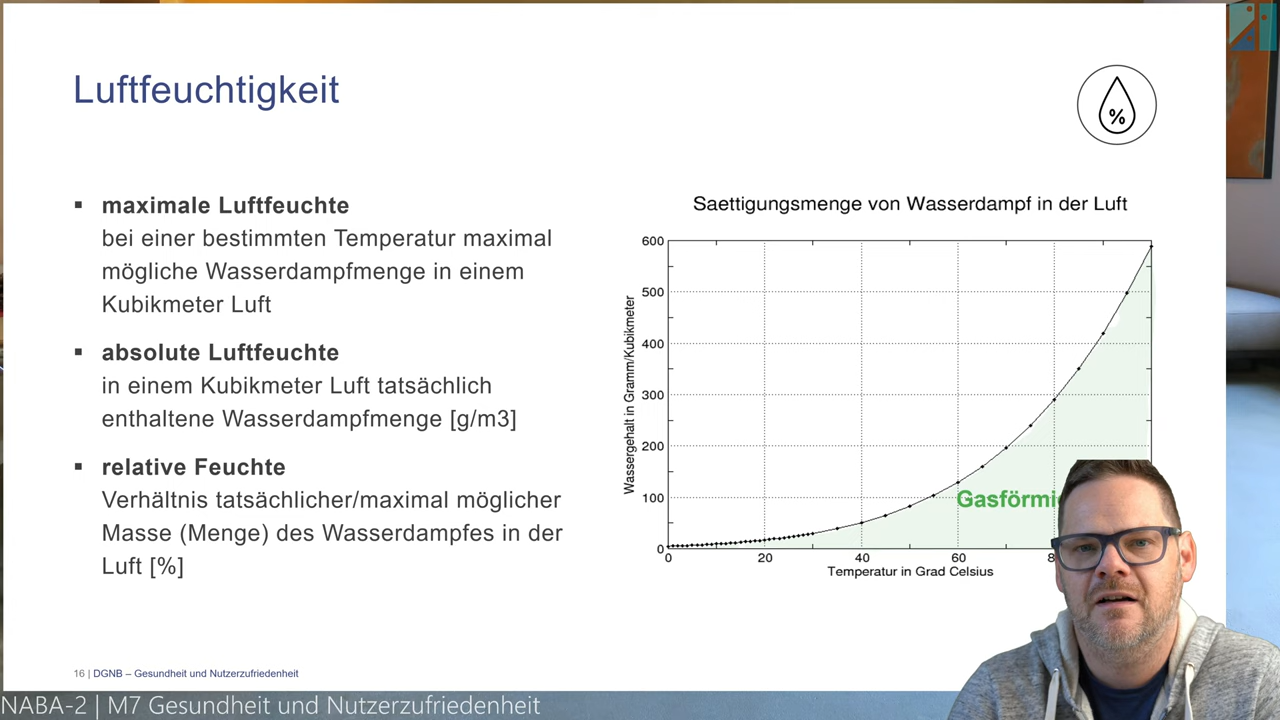 Luftfeuchtigkeit
%
▪ maximale Luftfeuchte
bei einer bestimmten Temperatur maximal
mögliche Wasserdampfmenge in einem
Kubikmeter Luft
▪ absolute Luftfeuchte
in einem Kubikmeter Luft tatsächlich
enthaltene Wasserdampfmenge [g/m3]
▪ relative Feuchte
Verhältnis tatsächlicher/maximal möglicher
Masse (Menge) des Wasserdampfes in der
Luft [%]
Saettigungsmenge von Wasserdampf in der Luft
Wassergehalt in Gramm/Kubikmeter
600
500
400
300
200
100
0
Gasförmi
0 20 40 60 8
Temperatur in Grad Celsius
16 | DGNB – Gesundheit und Nutzerzufriedenheit
NABA-2 | M7 Gesundheit und Nutzerzufriedenheit